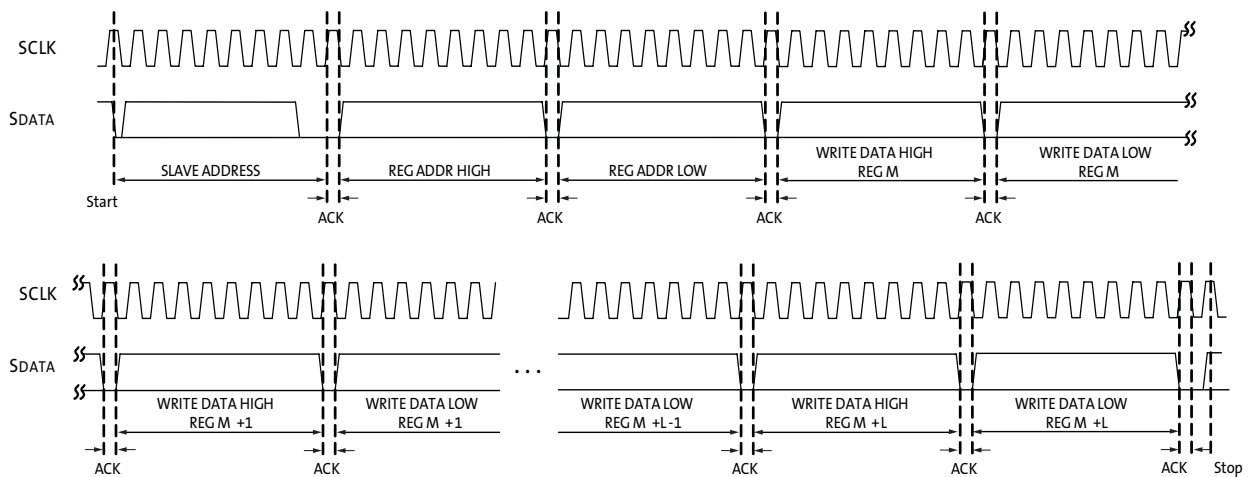 SCLK
SDATA
SLAVE ADDRESS
REG ADDR HIGH
REG ADDR LOW
WRITE DATA HIGH
REG M
WRITE DATA LOW
REG M
Start
ACK
ACK
ACK
ACK
SCLK
SDATA
...
WRITE DATA HIGH
REG M +1
WRITE DATA LOW
REG M +1
WRITE DATA LOW
REG M +L-1
WRITE DATA HIGH
REG M +L
WRITE DATA LOW
REG M +L
ACK
ACK
ACK
ACK
ACK
Stop